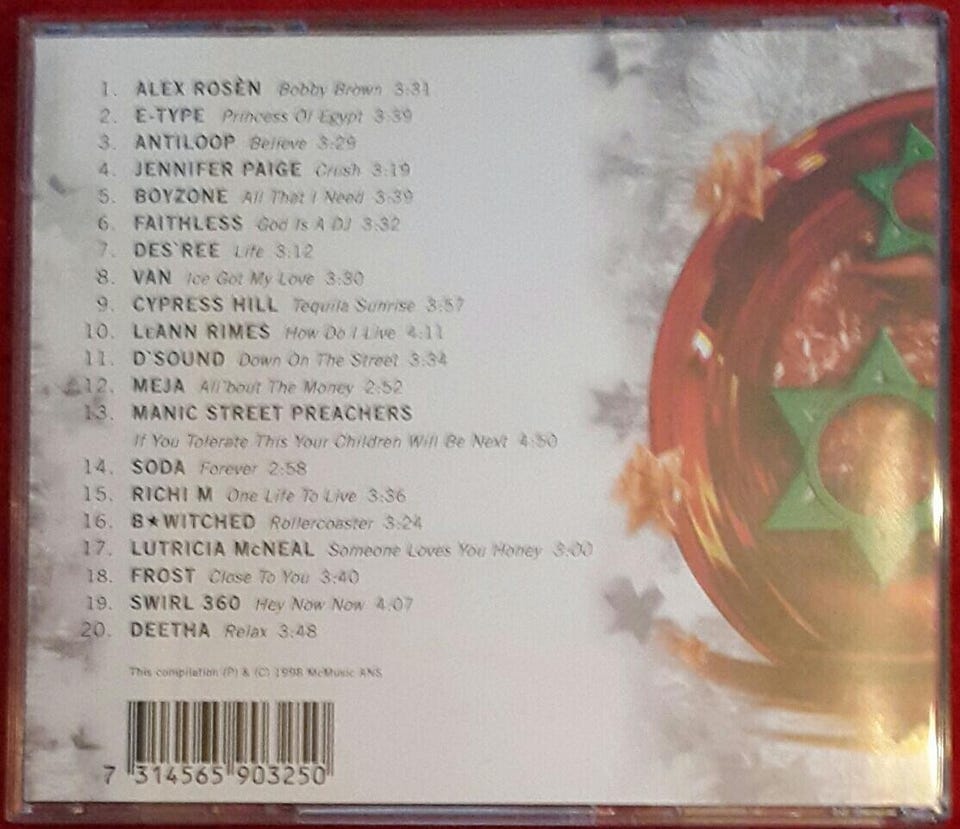 1. ALEX ROSÈN Bobby Brown 3:31
2. E-TYPE Princess Of Egypt 3:39
3. ANTILOOP Believe 3:29
4. JENNIFER PAIGE Crush 3:19
5. BOYZONE All That I Need 3:39
6. FAITHLESS God Is A DJ 3:32
7. DES`REE Life 3:12
8. VAN Ice Got My Love 3:30
9. CYPRESS HILL Tequila Sunrise 3:57
10. LEANN RIMES How Do I Live 4:11
11. D`SOUND Down On The Street 3:34
12. MEJA All`bout The Money 2:52
13. MANIC STREET PREACHERS
If You Tolerate This Your Children Will Be Next 4:50
14. SODA Forever 2:58
15. RICHI M One Life To Live 3:36
16. B★WITCHED Rollercoaster 3:24
17. LUTRICIA McNEAL Someone Loves You Honey 3:00
18. FROST Close To You 3:40
19. SWIRL 360 Hey Now Now 4:07
20. DEETHA Relax 3:48
This compilation (P) & (C) 1998 McMusic ANS
7 314565 903250